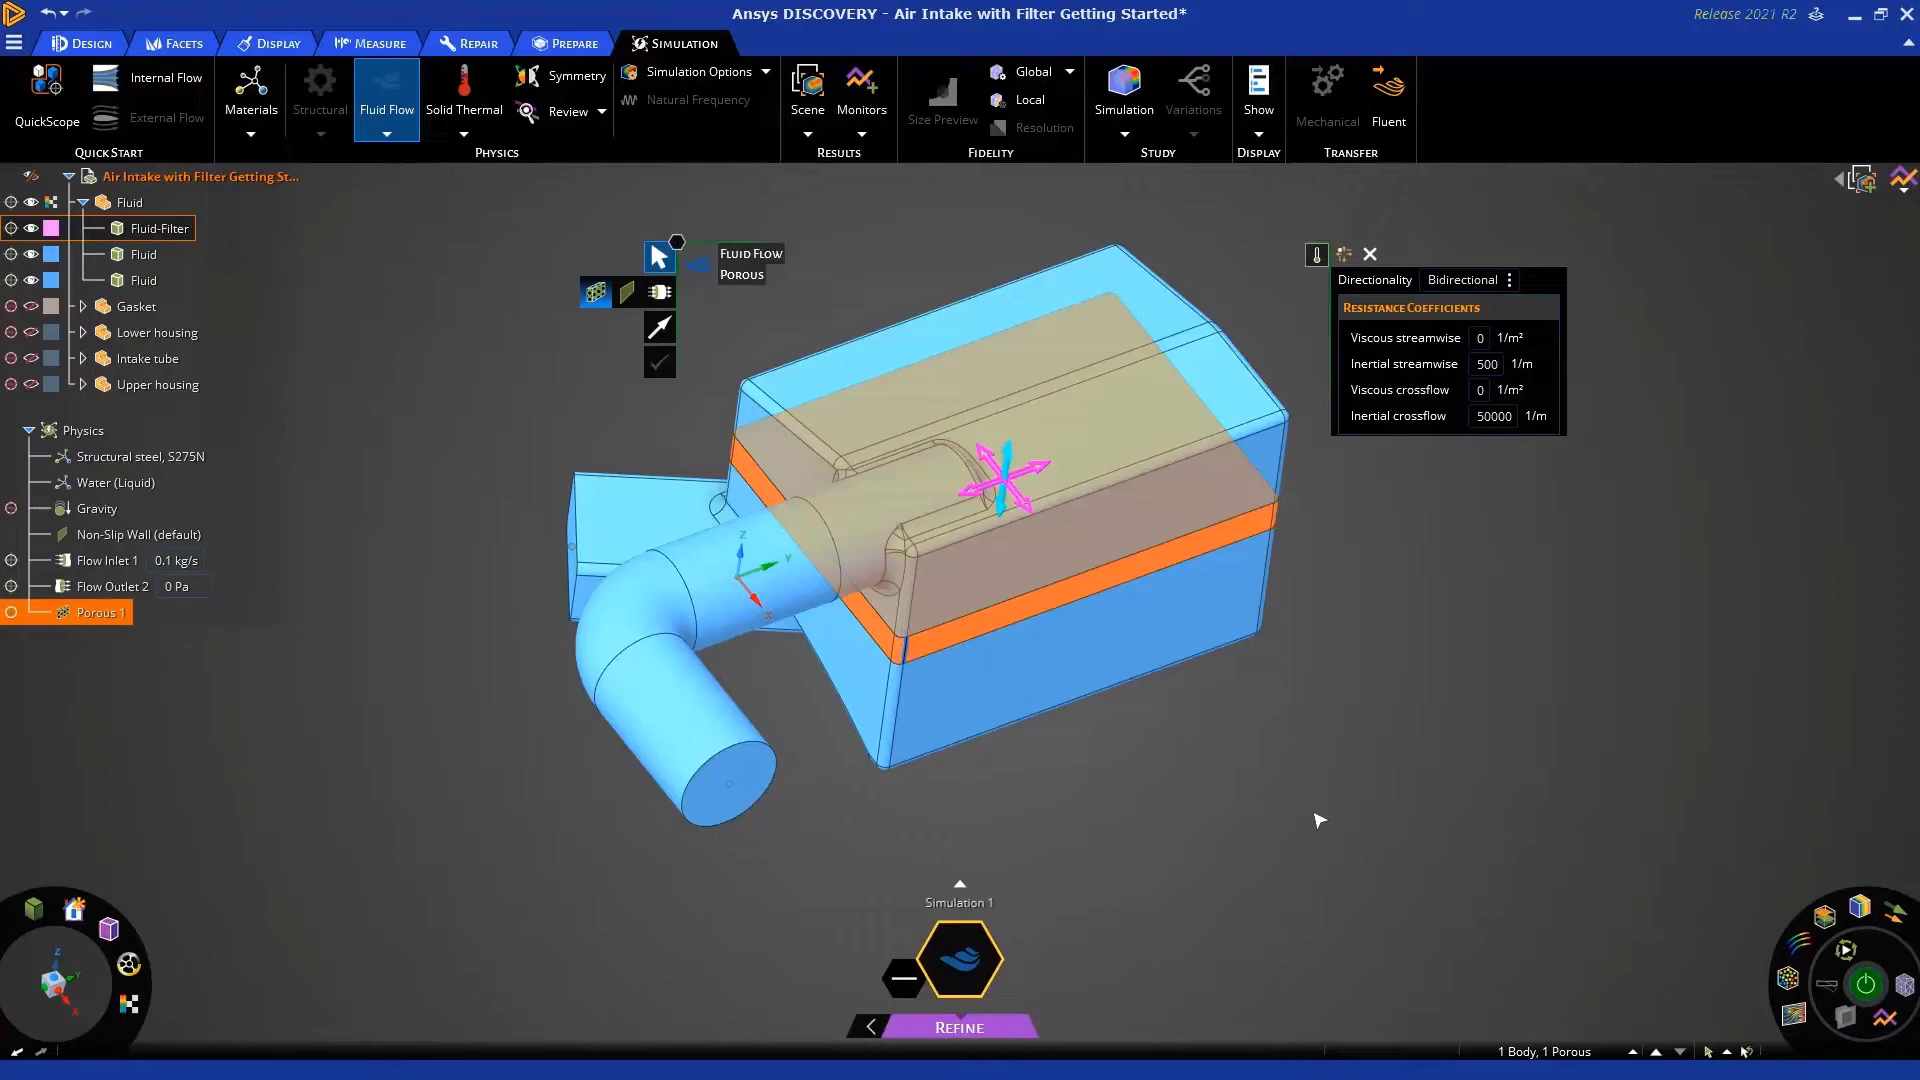 Ansys DISCOVERY - Air Intake with Filter Getting Started*
Release 2021 R2
DESIGN
FACETS
DISPLAY
MEASURE
REPAIR
PREPARE
SIMULATION
QuickScope
Internal Flow
External Flow
QUICK START
Materials
Structural
Fluid Flow
Solid Thermal
Symmetry
Review
Simulation Options
Natural Frequency
PHYSICS
Scene
Monitors
RESULTS
Size Preview
Global
Local
Resolution
FIDELITY
Simulation
Variations
STUDY
Show
DISPLAY
Mechanical
Fluent
TRANSFER
Air Intake with Filter Getting St...
Fluid
Fluid-Filter
Fluid
Fluid
Gasket
Lower housing
Intake tube
Upper housing
Physics
Structural steel, S275N
Water (Liquid)
Gravity
Non-Slip Wall (default)
Flow Inlet 1 0.1 kg/s
Flow Outlet 2 0 Pa
Porous 1
FLUID FLOW
POROUS
Directionality Bidirectional
RESISTANCE COEFFICIENTS
Viscous streamwise 0 1/m²
Inertial streamwise 500 1/m
Viscous crossflow 0 1/m²
Inertial crossflow 50000 1/m
Z
Y
X
Simulation 1
REFINE
Z
Y
X
1 Body, 1 Porous